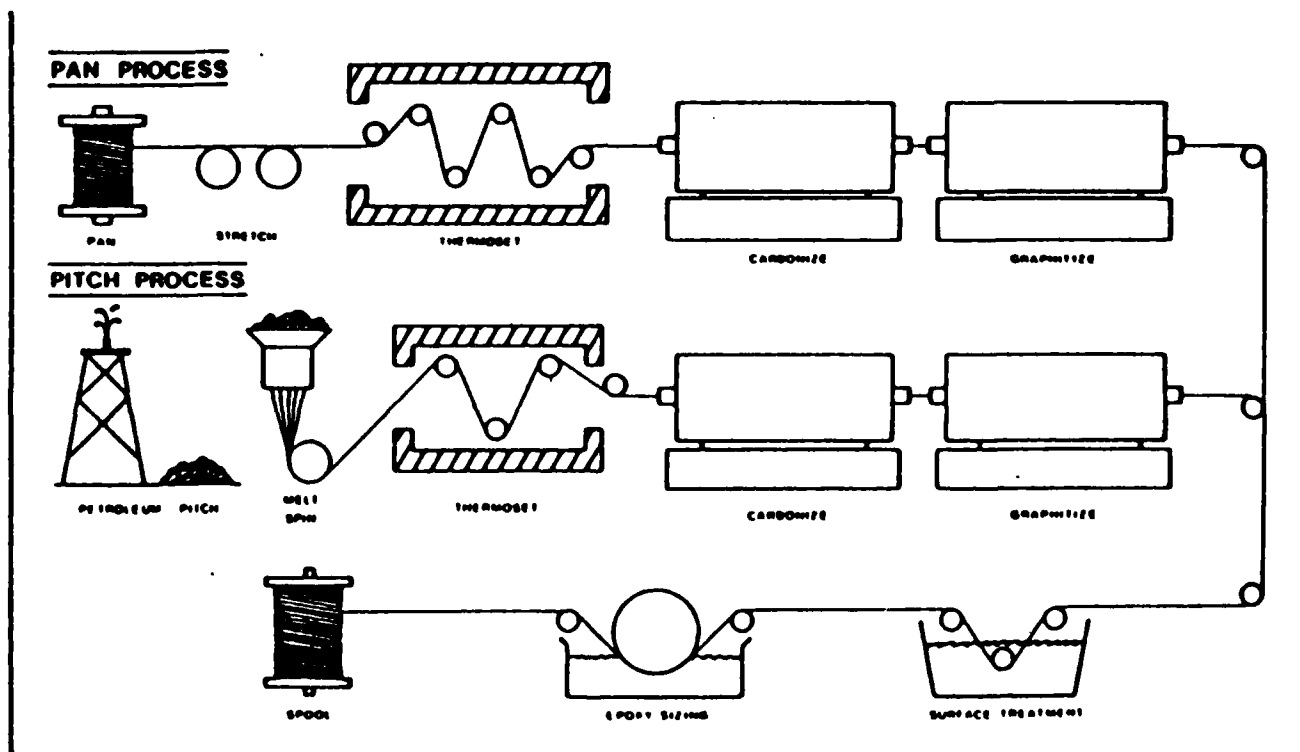 PAN PROCESS
PAN
STRETCH
THERMOSET
CARBONIZE
GRAPHITIZE
PITCH PROCESS
PETROLEUM PITCH
MELT
SPIN
THERMOSET
CARBONIZE
GRAPHITIZE
SPOOL
EPOXY SIZING
SURFACE TREATMENT